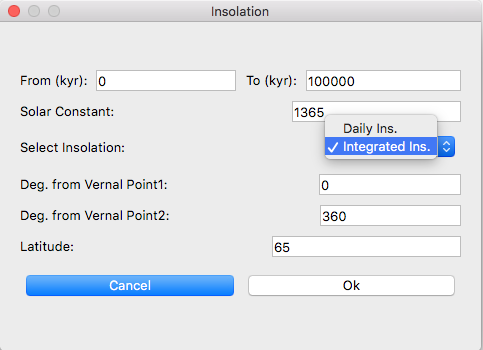 Insolation
From (kyr): 0 To (kyr): 100000
Solar Constant: 1365
Daily Ins.
Select Insolation: ✓ Integrated Ins.
Deg. from Vernal Point1: 0
Deg. from Vernal Point2: 360
Latitude: 65
Cancel Ok